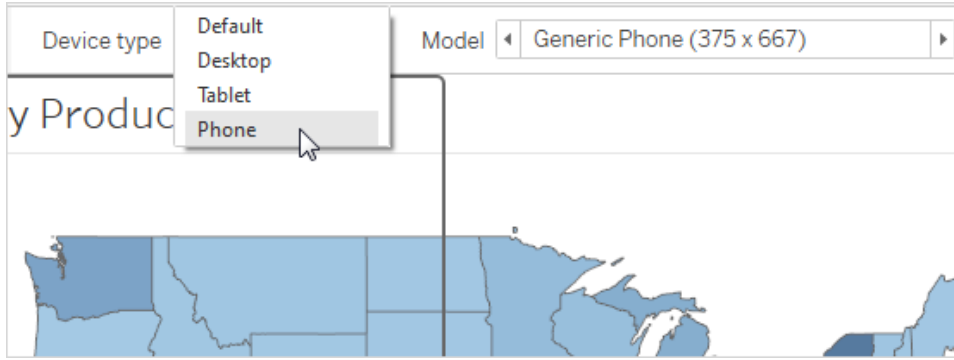 Device type
Default
Desktop
Tablet
Phone
Model
Generic Phone (375 x 667)
y Produc